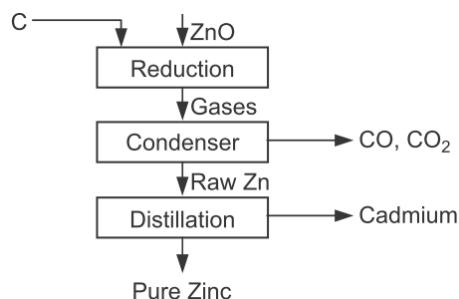 C
ZnO
Reduction
Gases
Condenser
CO, CO₂
Raw Zn
Distillation
Cadmium
Pure Zinc